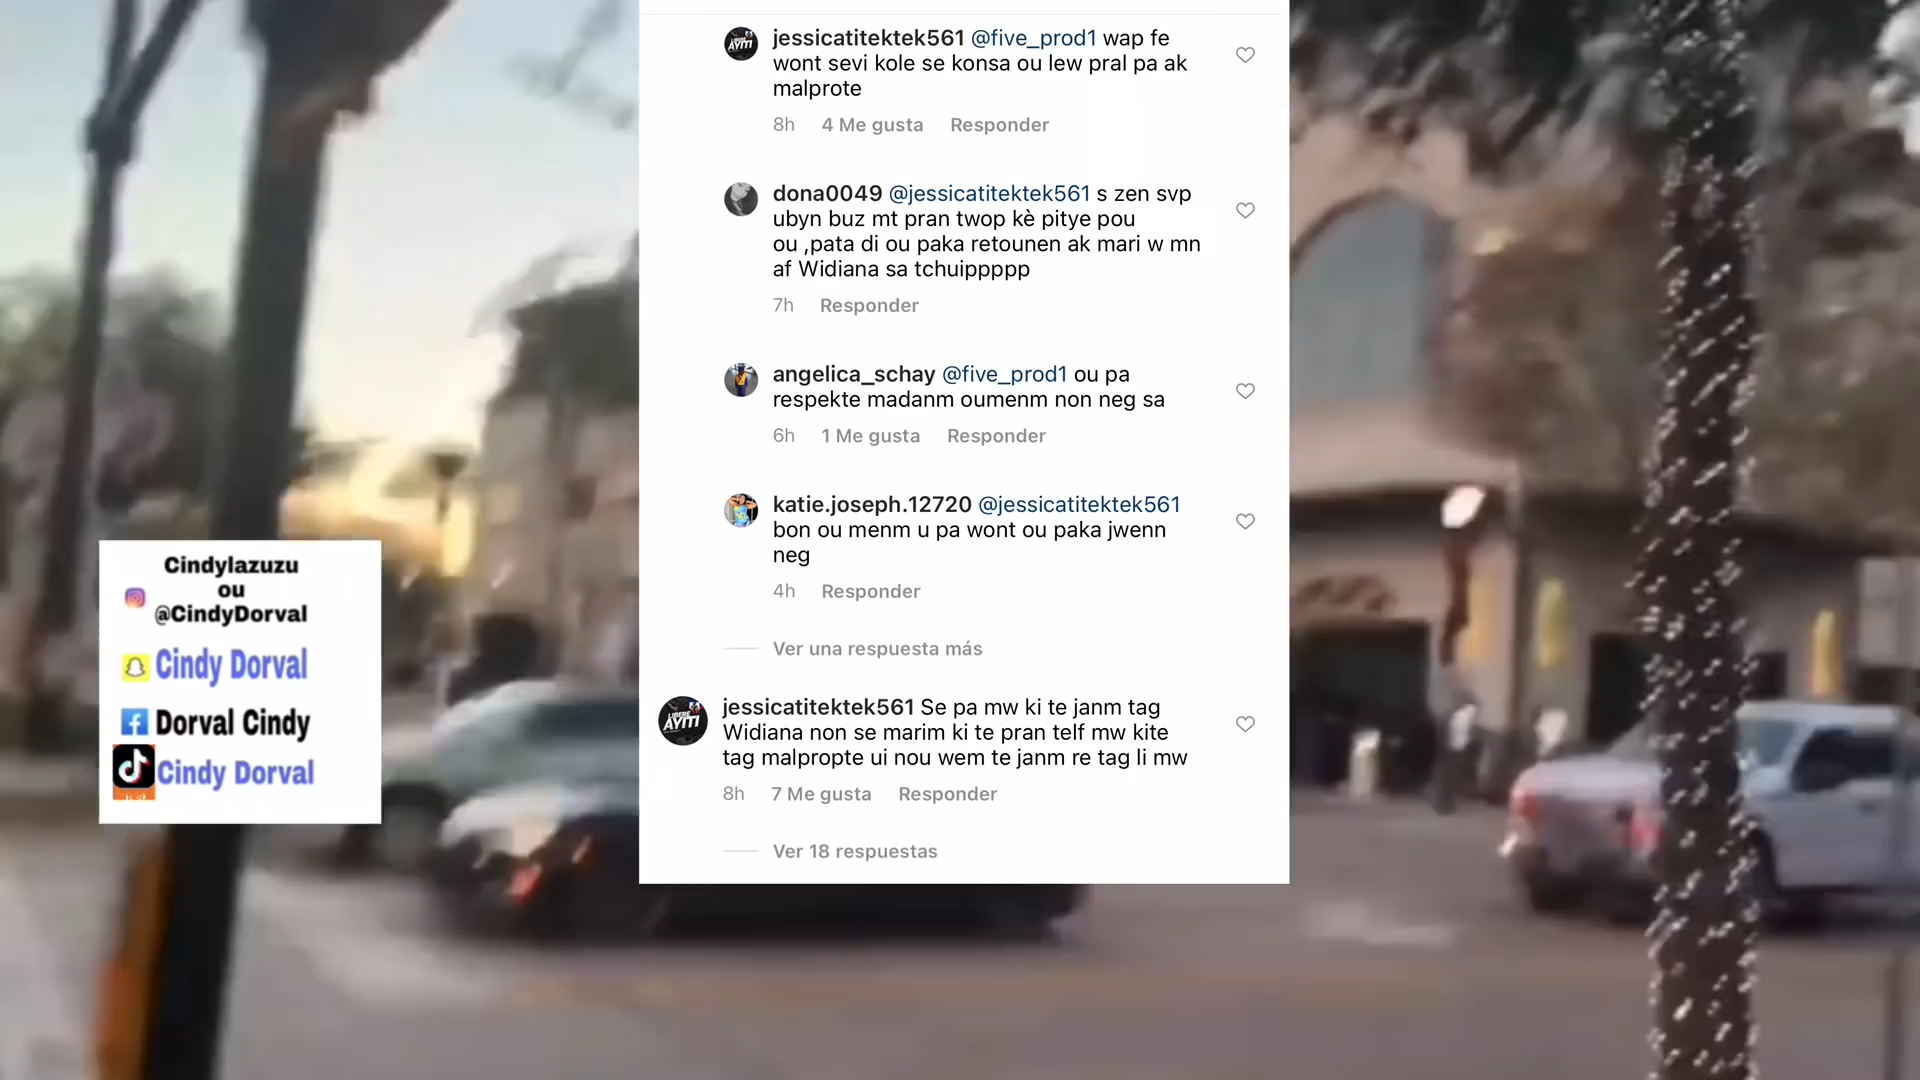 jessicatitektek561 @five_prod1 wap fe
wont sevi kole se konsa ou lew pral pa ak
malprote
8h 4 Me gusta Responder
dona0049 @jessicatitektek561 s zen svp
ubyn buz mt pran twop kè pitye pou
ou ,pata di ou paka retounen ak mari w mn
af Widiana sa tchuippppp
7h Responder
angelica_schay @five_prod1 ou pa
respekte madanm oumenm non neg sa
6h 1 Me gusta Responder
katie.joseph.12720 @jessicatitektek561
bon ou menm u pa wont ou paka jwenn
neg
4h Responder
Ver una respuesta más
LIBERE
AYITI
jessicatitektek561 Se pa mw ki te janm tag
Widiana non se marim ki te pran telf mw kite
tag malpropte ui nou wem te janm re tag li mw
8h 7 Me gusta Responder
Ver 18 respuestas
Cindylazuzu
ou
@CindyDorval
Cindy Dorval
Dorval Cindy
Cindy Dorval